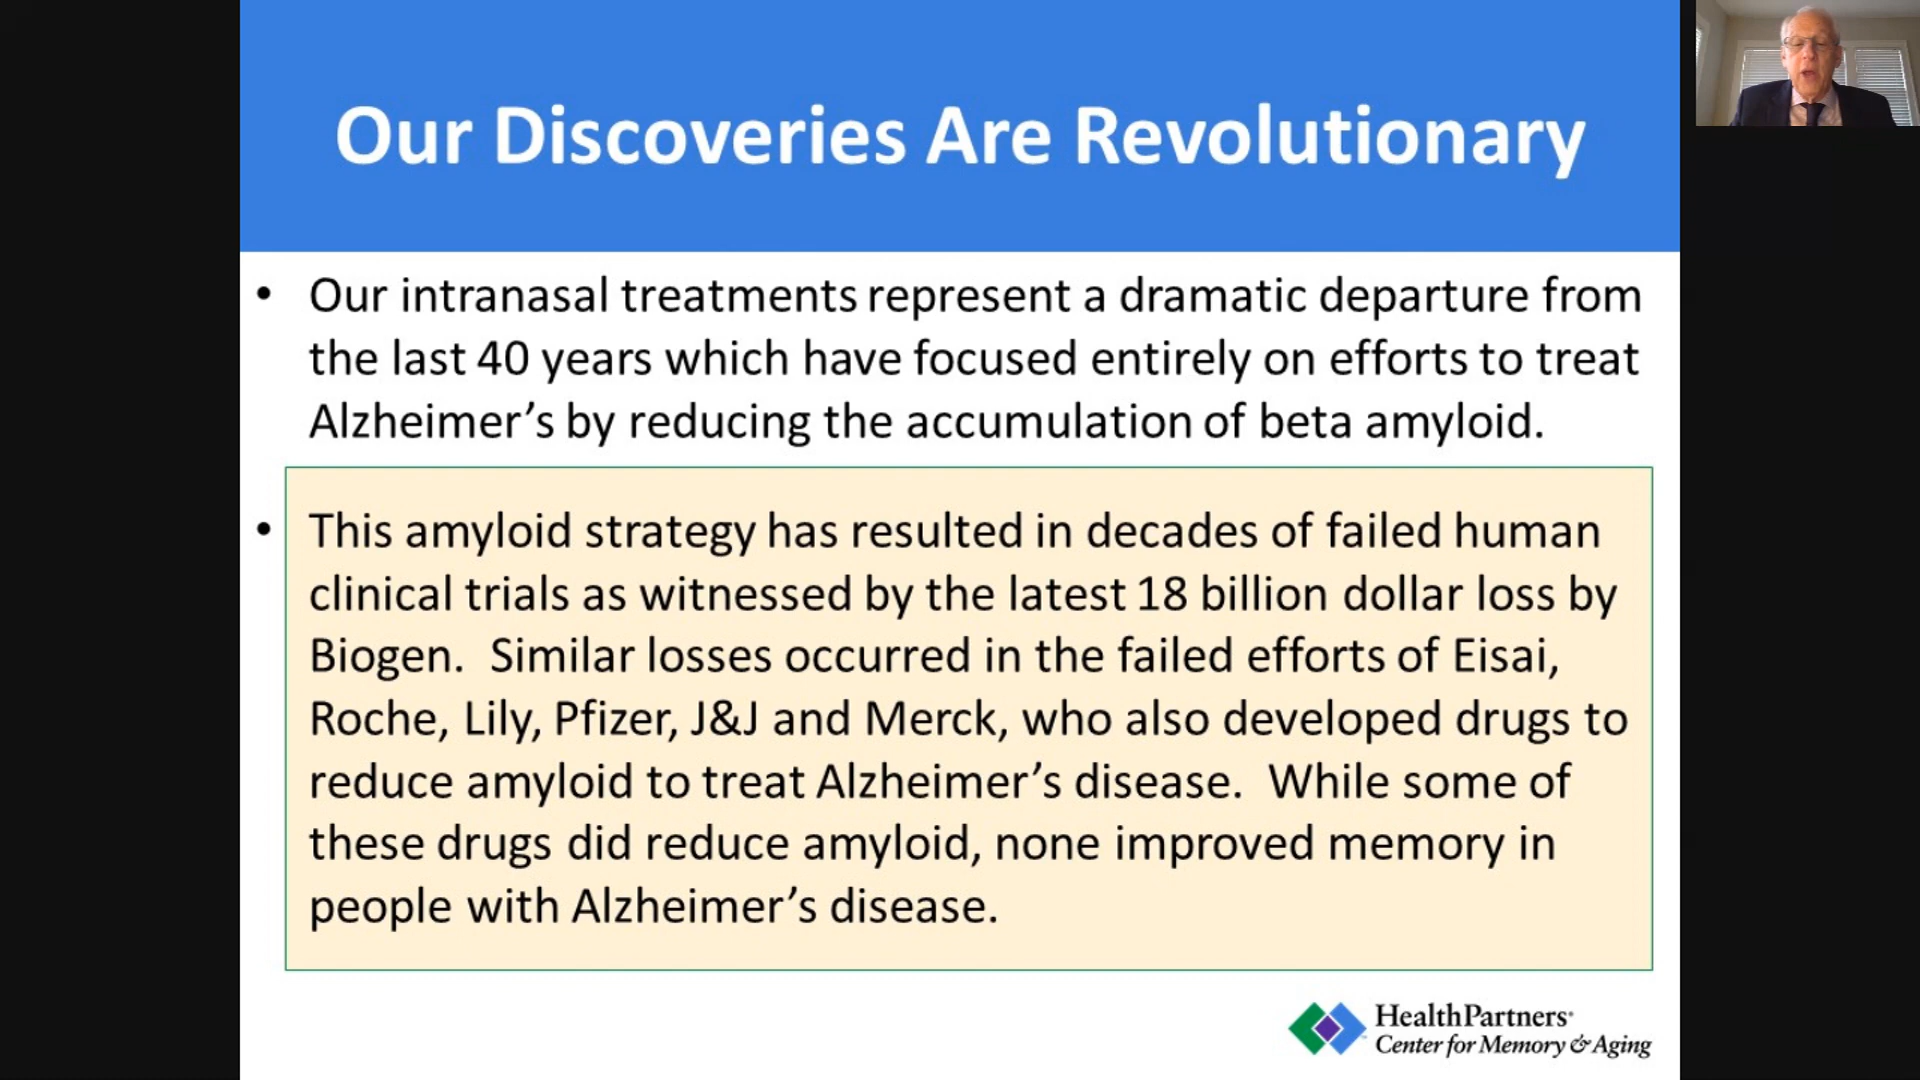 Our Discoveries Are Revolutionary
• Our intranasal treatments represent a dramatic departure from
the last 40 years which have focused entirely on efforts to treat
Alzheimer’s by reducing the accumulation of beta amyloid.
• This amyloid strategy has resulted in decades of failed human
clinical trials as witnessed by the latest 18 billion dollar loss by
Biogen.  Similar losses occurred in the failed efforts of Eisai,
Roche, Lily, Pfizer, J&J and Merck, who also developed drugs to
reduce amyloid to treat Alzheimer’s disease.  While some of
these drugs did reduce amyloid, none improved memory in
people with Alzheimer’s disease.
HealthPartners®
Center for Memory & Aging